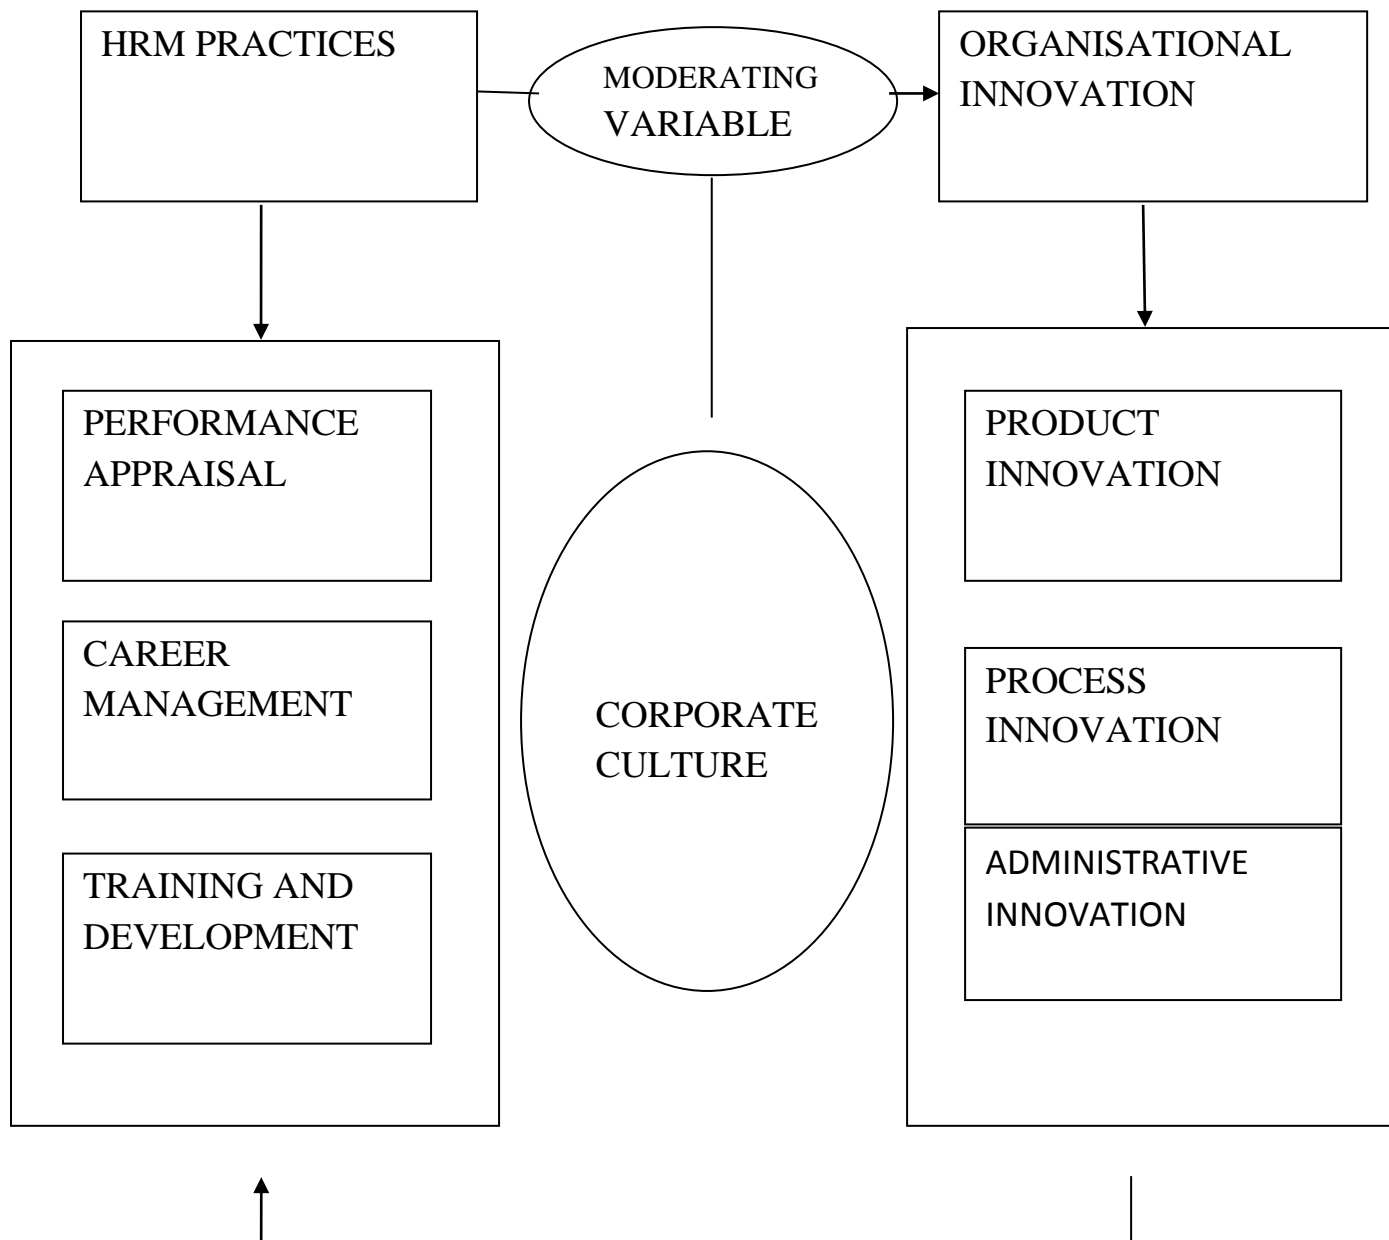 HRM PRACTICES
MODERATING
VARIABLE
ORGANISATIONAL
INNOVATION
PERFORMANCE
APPRAISAL
CAREER
MANAGEMENT
TRAINING AND
DEVELOPMENT
CORPORATE
CULTURE
PRODUCT
INNOVATION
PROCESS
INNOVATION
ADMINISTRATIVE
INNOVATION